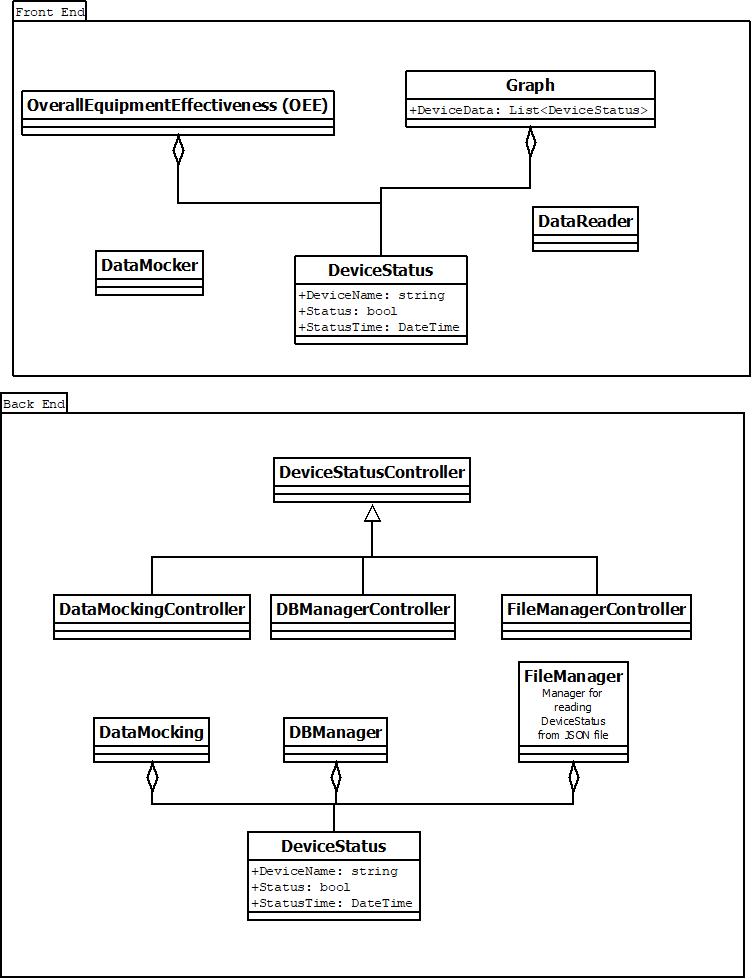 Front End
OverallEquipmentEffectiveness (OEE)
Graph
+DeviceData: List<DeviceStatus>
DataReader
DataMocker
DeviceStatus
+DeviceName: string
+Status: bool
+StatusTime: DateTime
Back End
DeviceStatusController
DataMockingController
DBManagerController
FileManagerController
FileManager
Manager for
reading
DeviceStatus
from JSON file
DataMocking
DBManager
DeviceStatus
+DeviceName: string
+Status: bool
+StatusTime: DateTime